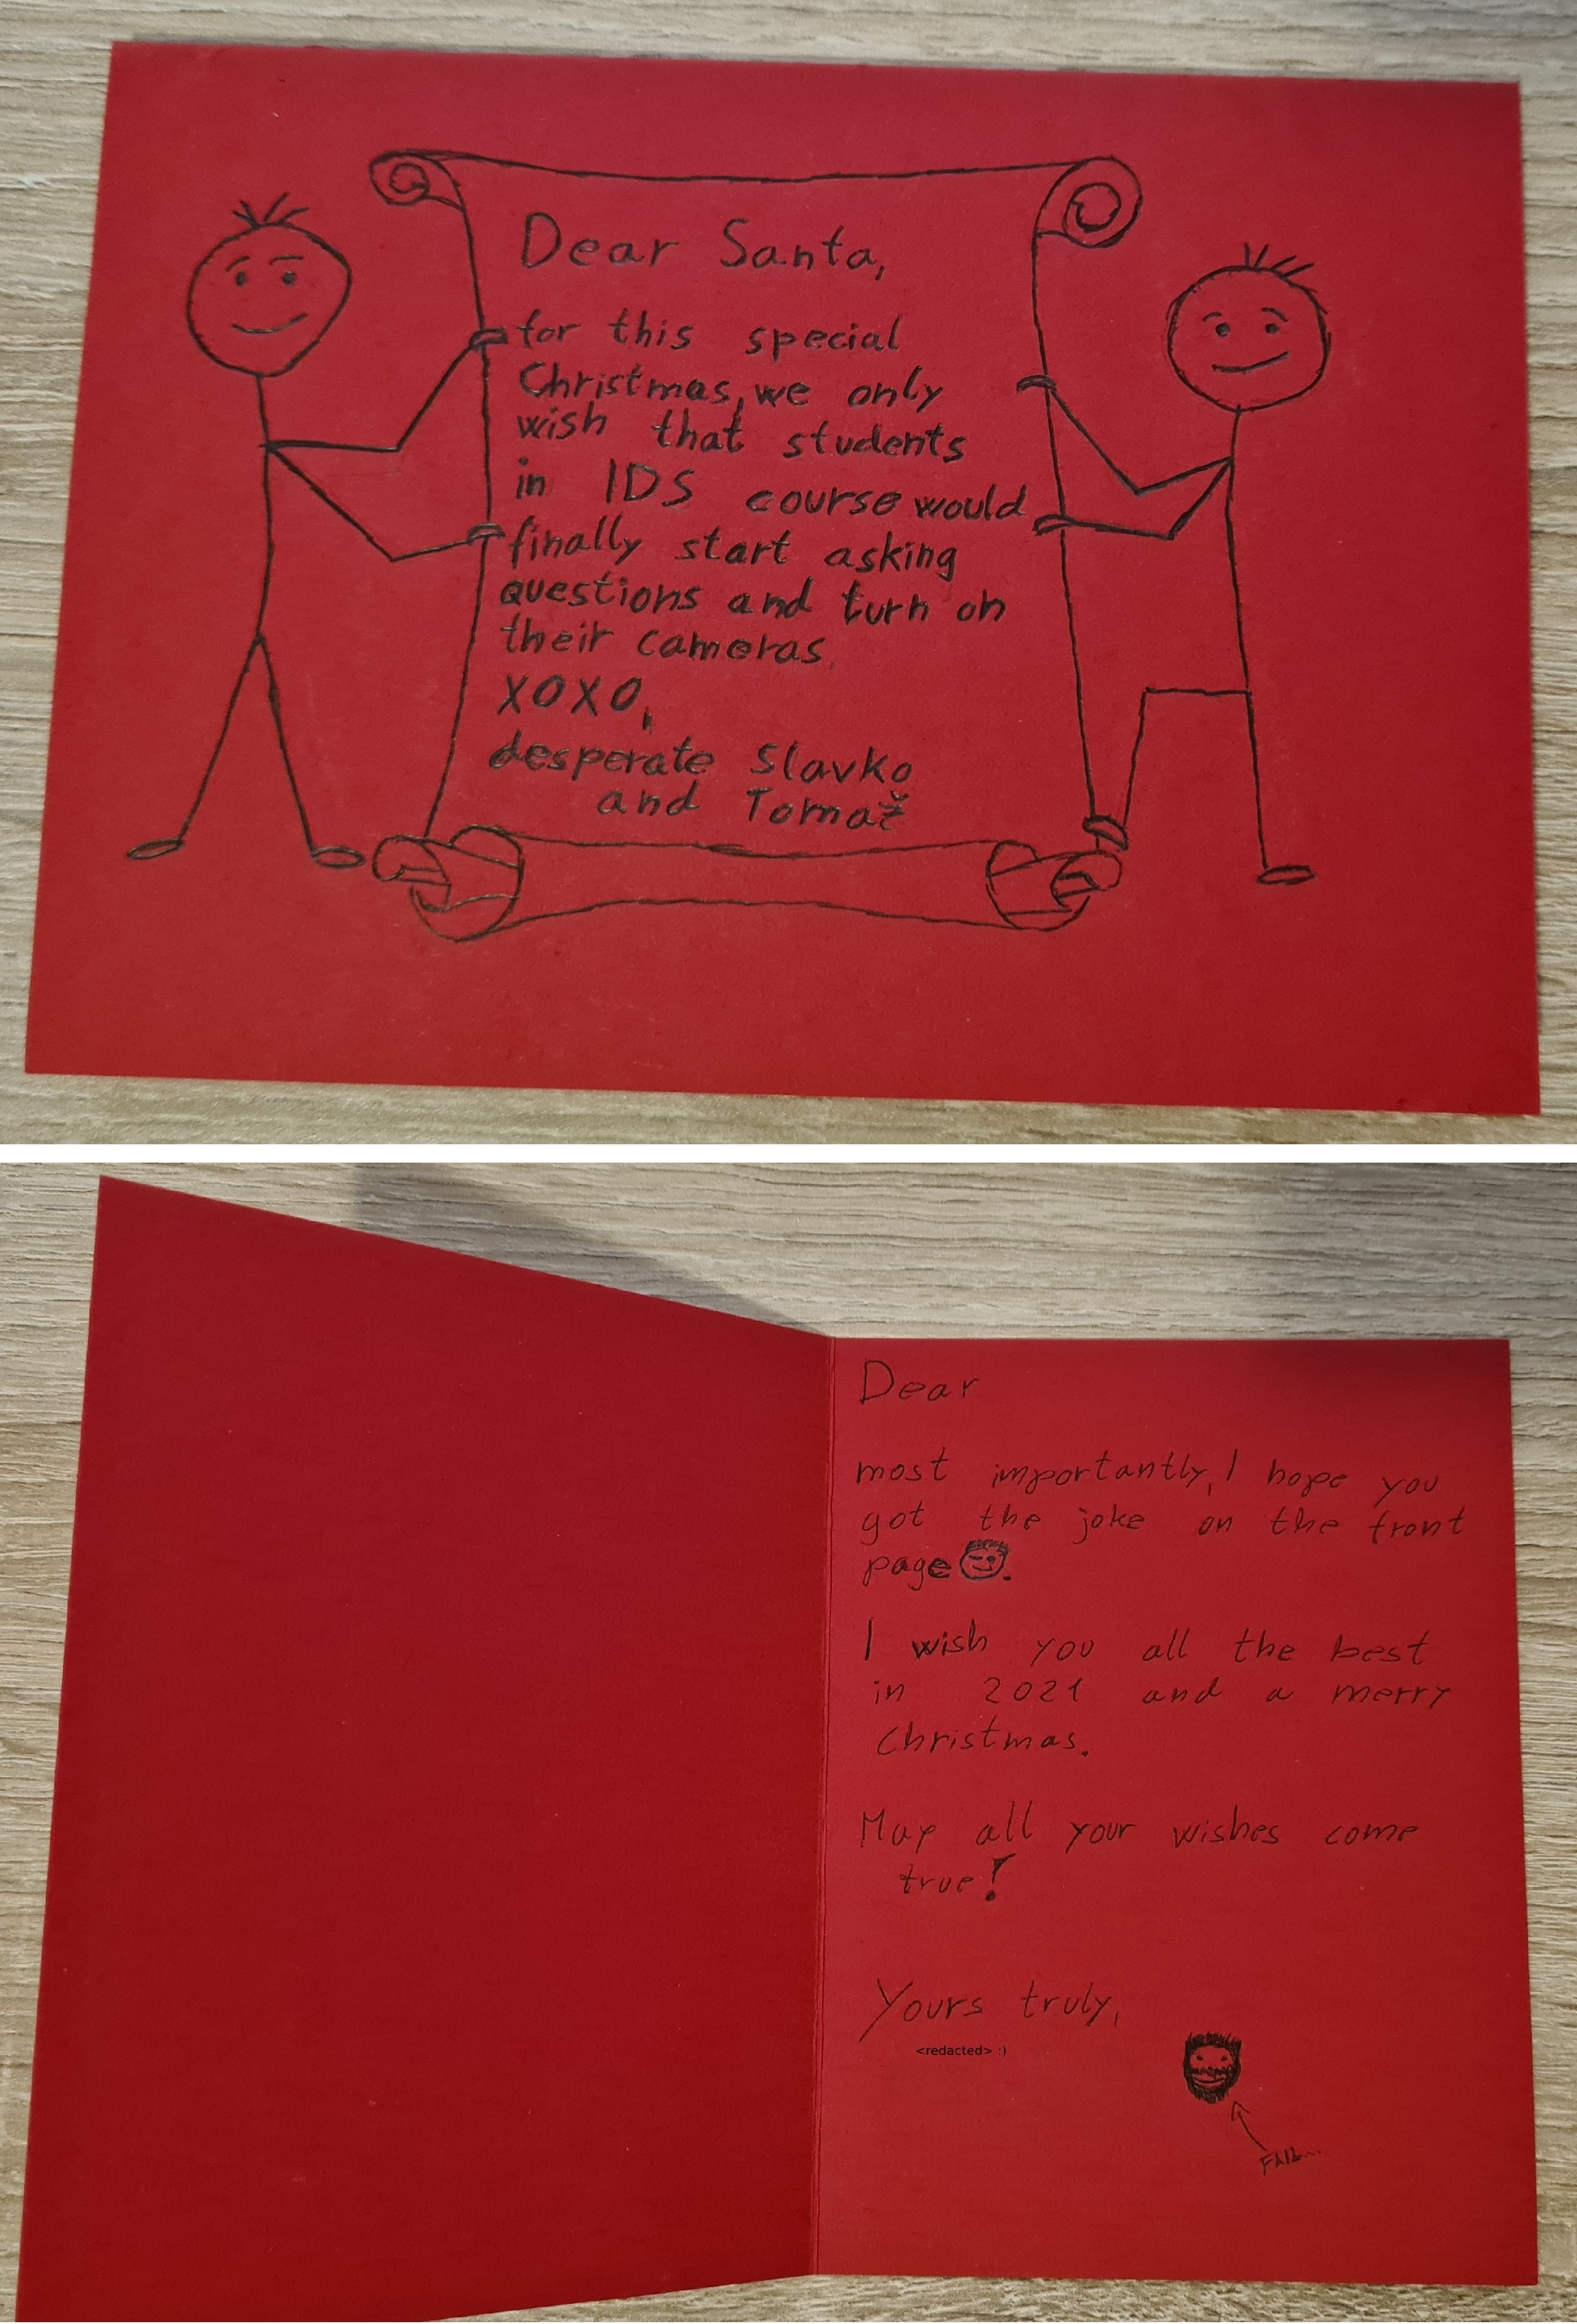 Dear Santa,
for this special
Christmas, we only
wish that students
in IDS course would
finally start asking
questions and turn on
their cameras.
XOXO,
desperate Slavko
and Tomaž
Dear
most importantly, I hope you
got the joke on the front
page.
I wish you all the best
in 2021 and a merry
Christmas.
May all your wishes come
true!
Yours truly,
<redacted> :)